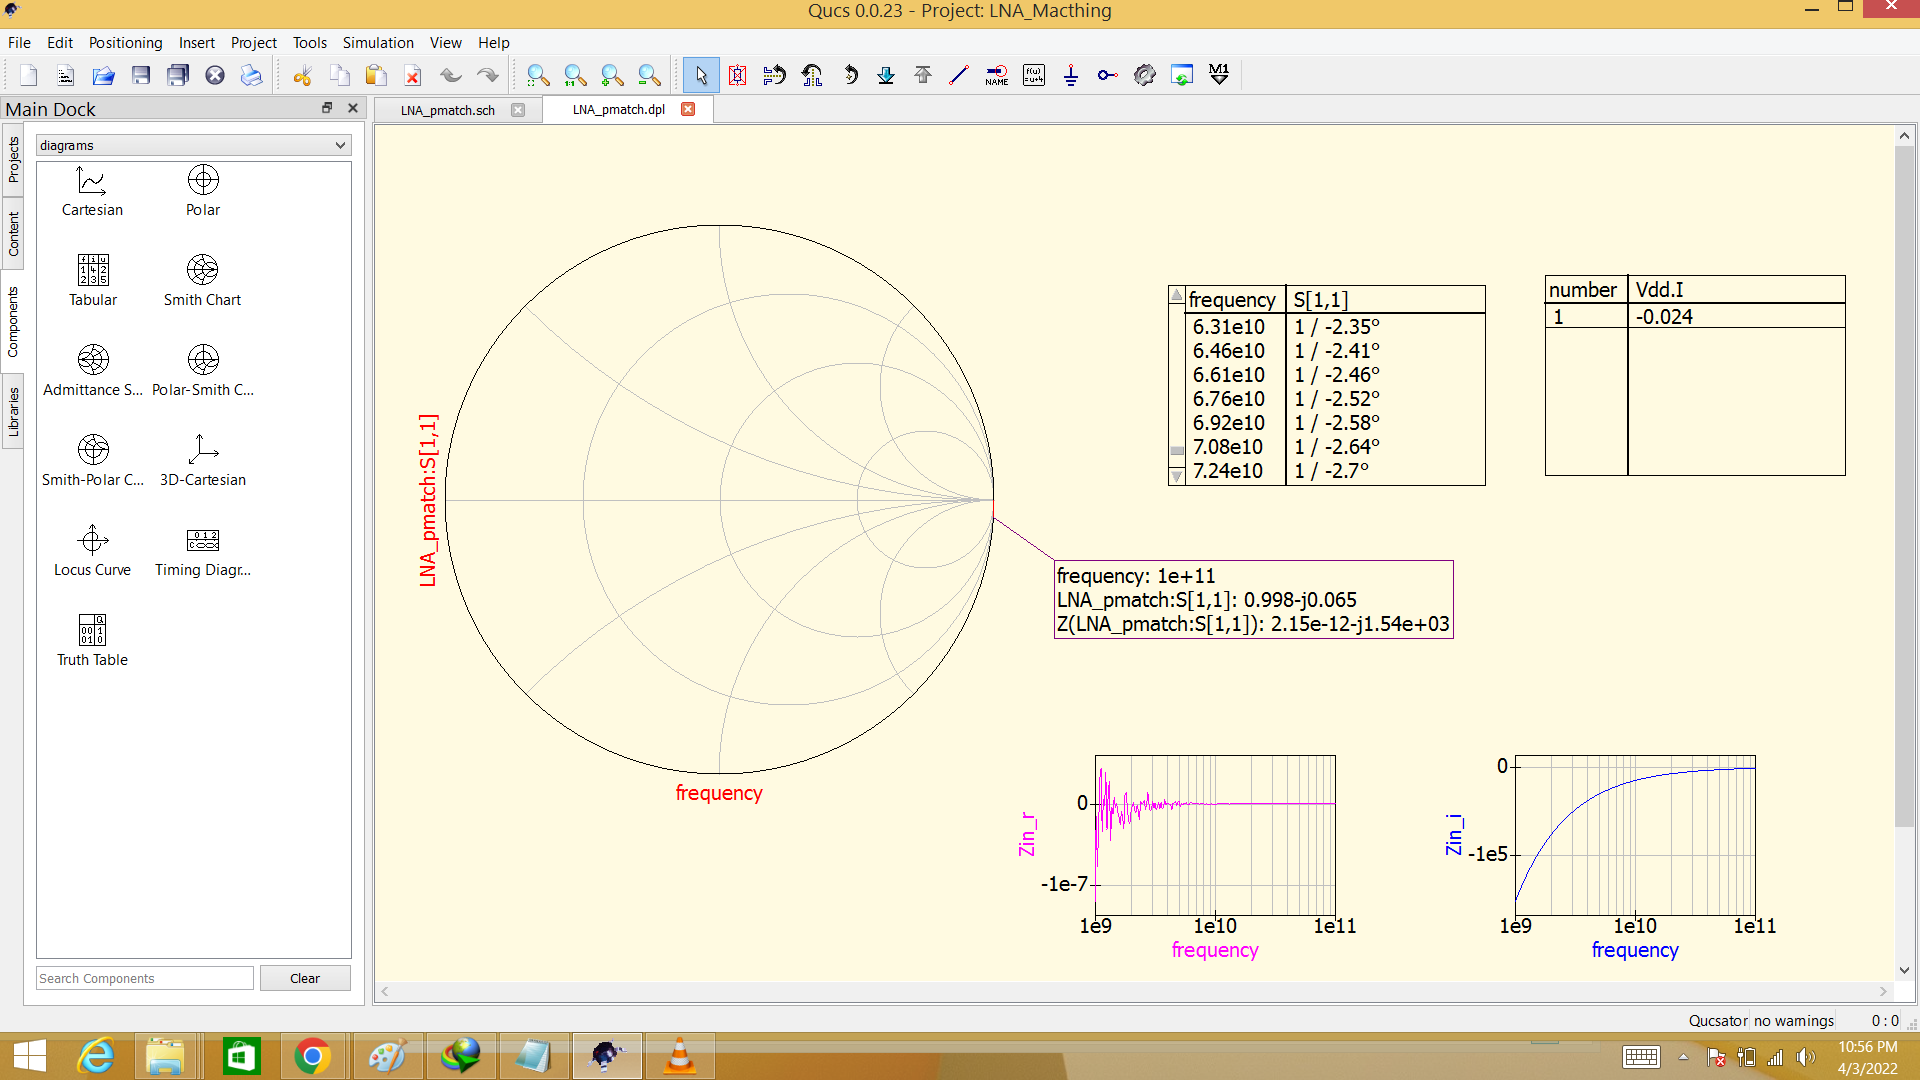 Qucs 0.0.23 - Project: LNA_Macthing
File Edit Positioning Insert Project Tools Simulation View Help
NAME
f(u)
=u+4
M1
Main Dock
LNA_pmatch.sch
LNA_pmatch.dpl
Projects
Content
Components
Libraries
diagrams
Cartesian
Polar
Tabular
Smith Chart
Admittance S...
Polar-Smith C...
Smith-Polar C...
3D-Cartesian
Locus Curve
Timing Diagr...
Truth Table
Search Components
Clear
LNA_pmatch:S[1,1]
frequency
frequency S[1,1]
6.31e10 1 / -2.35°
6.46e10 1 / -2.41°
6.61e10 1 / -2.46°
6.76e10 1 / -2.52°
6.92e10 1 / -2.58°
7.08e10 1 / -2.64°
7.24e10 1 / -2.7°
number Vdd.I
1 -0.024
frequency: 1e+11
LNA_pmatch:S[1,1]: 0.998-j0.065
Z(LNA_pmatch:S[1,1]): 2.15e-12-j1.54e+03
Zin_r
0
-1e-7
1e9 1e10 1e11
frequency
Zin_i
0
-1e5
1e9 1e10 1e11
frequency
Qucsator no warnings 0 : 0
10:56 PM
4/3/2022